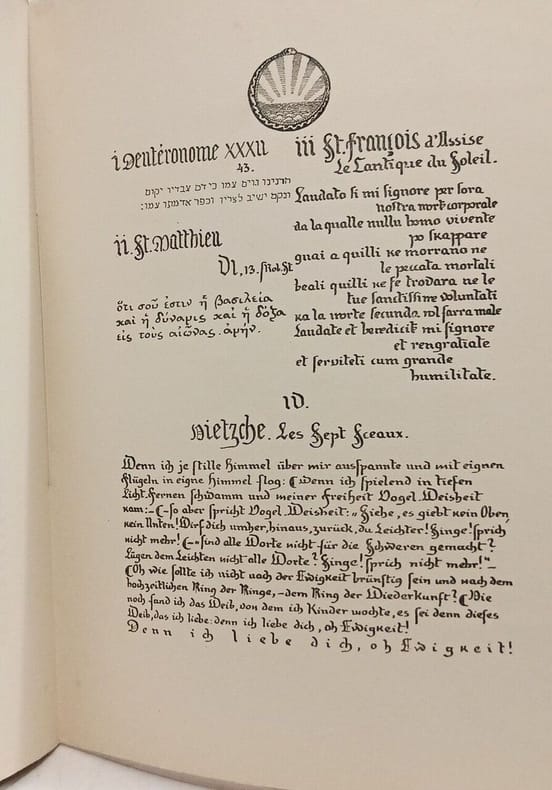 i Deutéronome XXXII
43.
הרנינו גוים עמו כי דם עבדיו יקום
ונקם ישיב לצריו וכפר אדמתו עמו:
ii St. Matthieu
VI, 13.
ὅτι σοῦ ἐστιν ἡ βασιλεία
καὶ ἡ δύναμις καὶ ἡ δόξα
εἰς τοὺς αἰῶνας. ἀμήν.
iii St. François d'Assise
Le Cantique du Soleil.
Laudato si mi signore per sora
nostra mort corporale
da la qualle nullu homo vivente
po skappare
guai a quilli ke morrano ne
le peccata mortali
beali quilli ke se trovara ne le
tue santissime voluntati
ka la morte secunda nol farra male
Laudate et beredicite mi signore
et rengratiate
et serviteti cum grande
humilitate.
IV.
Nietzche. Les Sept Sceaux.
Wenn ich je stille Himmel über mir ausspannte und mit eignen
Flügeln in eigne Himmel flog: Wenn ich spielend in tiefen
Licht-Fernen schwamm und meiner Freiheit Vogel-Weisheit
kam: – – so aber spricht Vogel-Weisheit: „Siehe, es giebt kein Oben,
kein Unten! Wirf dich umher, hinaus, zurück, du Leichter! Singe! sprich
nicht mehr! – „sind alle Worte nicht für die Schweren gemacht?
Lügen dem Leichten nicht alle Worte? Singe! sprich nicht mehr!" –
Oh wie sollte ich nicht nach der Ewigkeit brünstig sein und nach dem
hochzeitlichen Ring der Ringe, – dem Ring der Wiederkunft? Nie
noch fand ich das Weib, von dem ich Kinder mochte, es sei denn dieses
Weib, das ich liebe: denn ich liebe dich, oh Ewigkeit!
Denn ich liebe dich, oh Ewigkeit!